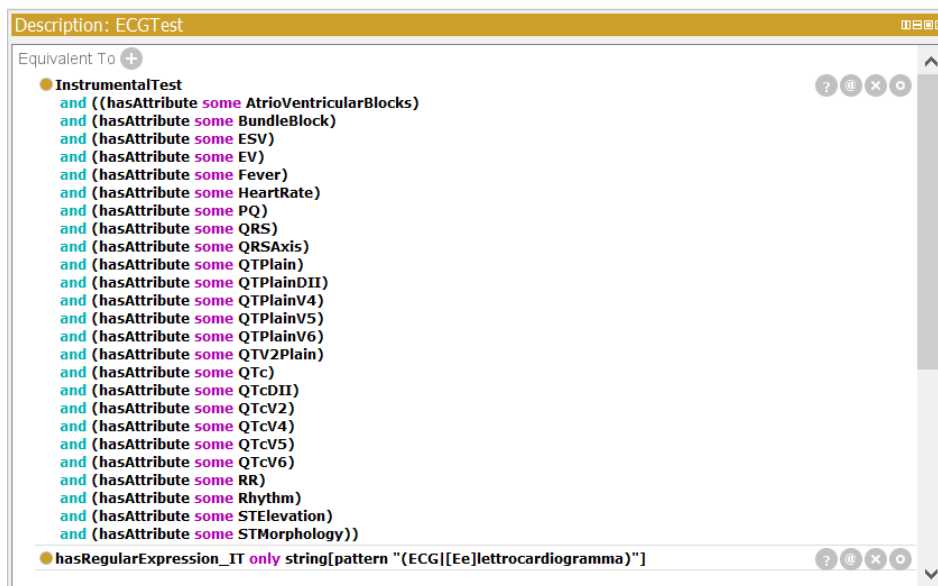 Description: ECGTest
Equivalent To
InstrumentalTest
and ((hasAttribute some AtrioVentricularBlocks)
and (hasAttribute some BundleBlock)
and (hasAttribute some ESV)
and (hasAttribute some EV)
and (hasAttribute some Fever)
and (hasAttribute some HeartRate)
and (hasAttribute some PQ)
and (hasAttribute some QRS)
and (hasAttribute some QRSAxis)
and (hasAttribute some QTPlain)
and (hasAttribute some QTPlainDII)
and (hasAttribute some QTPlainV4)
and (hasAttribute some QTPlainV5)
and (hasAttribute some QTPlainV6)
and (hasAttribute some QTV2Plain)
and (hasAttribute some QTc)
and (hasAttribute some QTcDII)
and (hasAttribute some QTcV2)
and (hasAttribute some QTcV4)
and (hasAttribute some QTcV5)
and (hasAttribute some QTcV6)
and (hasAttribute some RR)
and (hasAttribute some Rhythm)
and (hasAttribute some STElevation)
and (hasAttribute some STMorphology))
hasRegularExpression_IT only string[pattern "(ECG|[Ee]lettrocardiogramma)"]